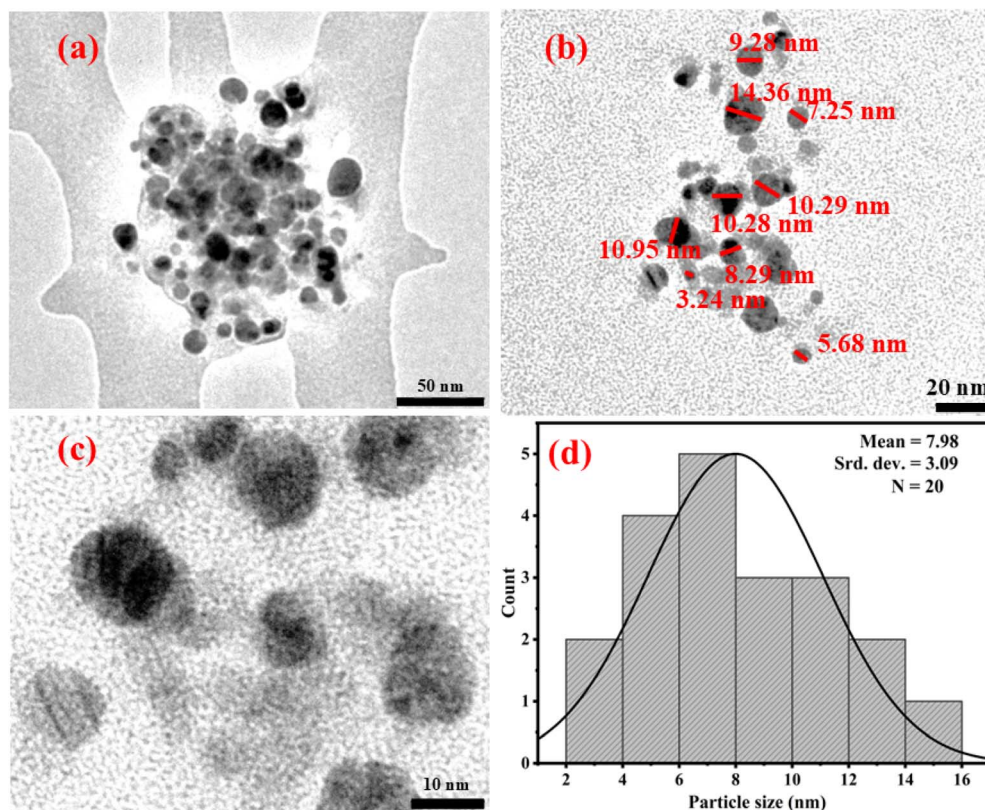 (a)
50 nm
(b)
9.28 nm
14.36 nm
7.25 nm
10.29 nm
10.28 nm
10.95 nm
8.29 nm
3.24 nm
5.68 nm
20 nm
(c)
10 nm
(d)
Mean = 7.98
Srd. dev. = 3.09
N = 20
Count
5
4
3
2
1
0
2 4 6 8 10 12 14 16
Particle size (nm)